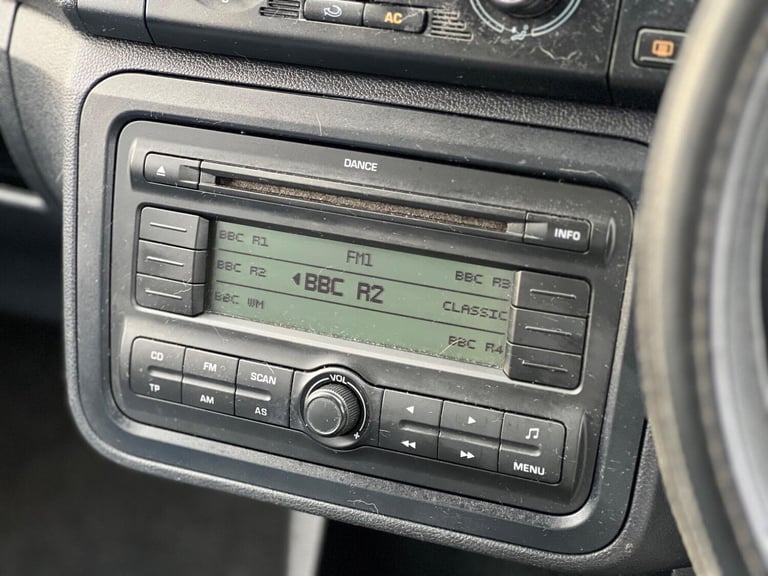 AC
DANCE
INFO
BBC R1
FM1
BBC R2
BBC R2
BBC R3
BBC WM
CLASSIC
BBC R4
CD
TP
FM
AM
SCAN
AS
VOL
+
MENU